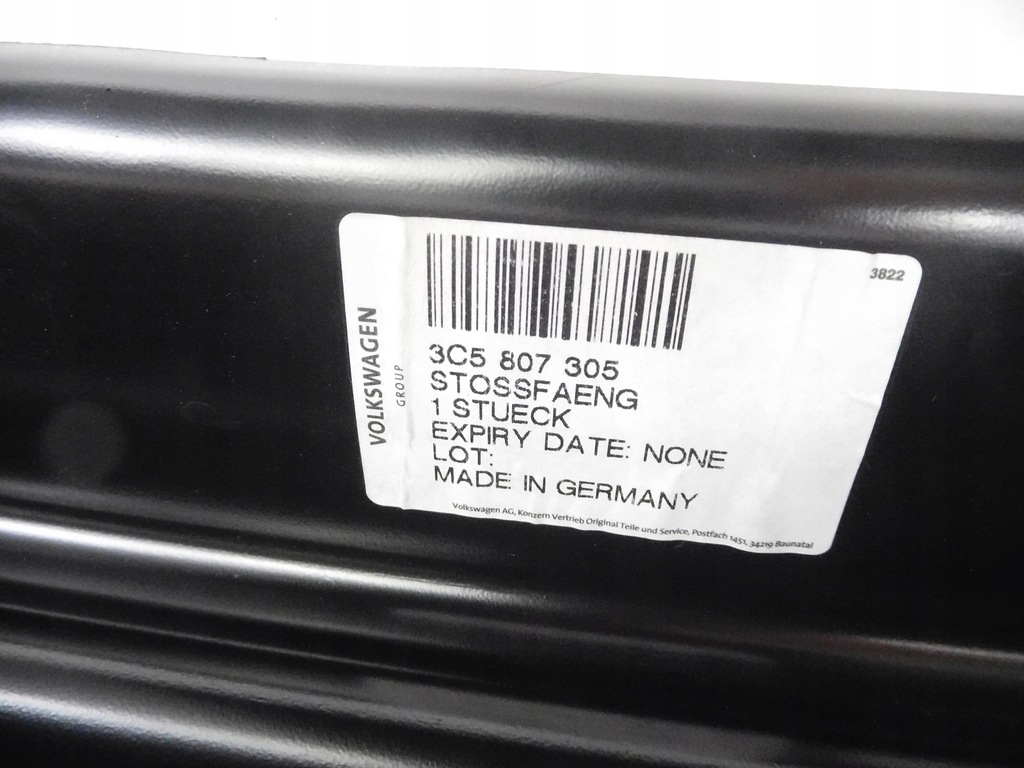 3822
VOLKSWAGEN
GROUP
3C5 807 305
STOSSFAENG
1 STUECK
EXPIRY DATE: NONE
LOT:
MADE IN GERMANY
Volkswagen AG, Konzern Vertrieb Original Teile und Service, Postfach 1451, 34219 Baunatal